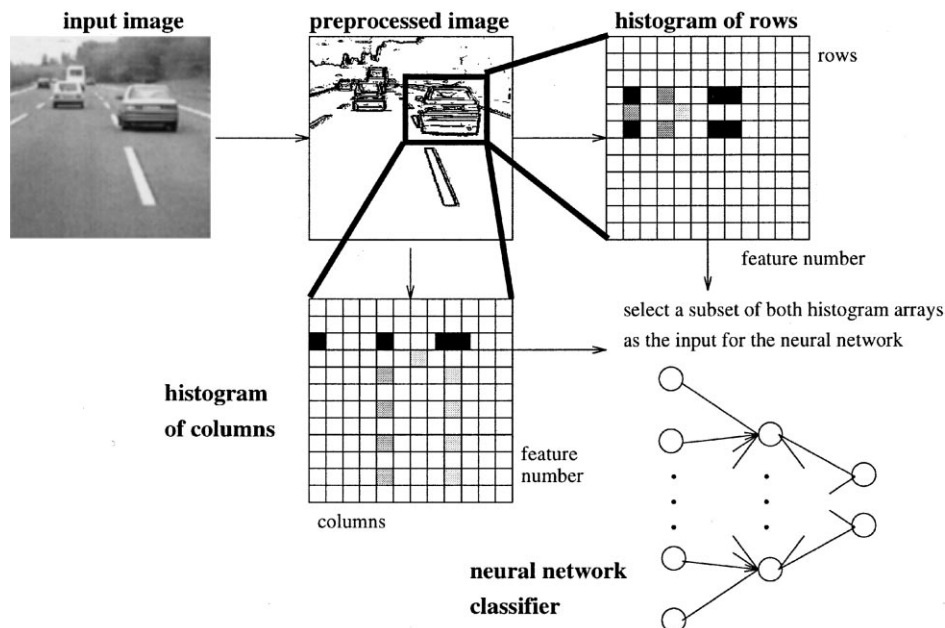 input image
preprocessed image
histogram of rows
rows
feature number
select a subset of both histogram arrays
as the input for the neural network
histogram
of columns
feature
number
columns
neural network
classifier